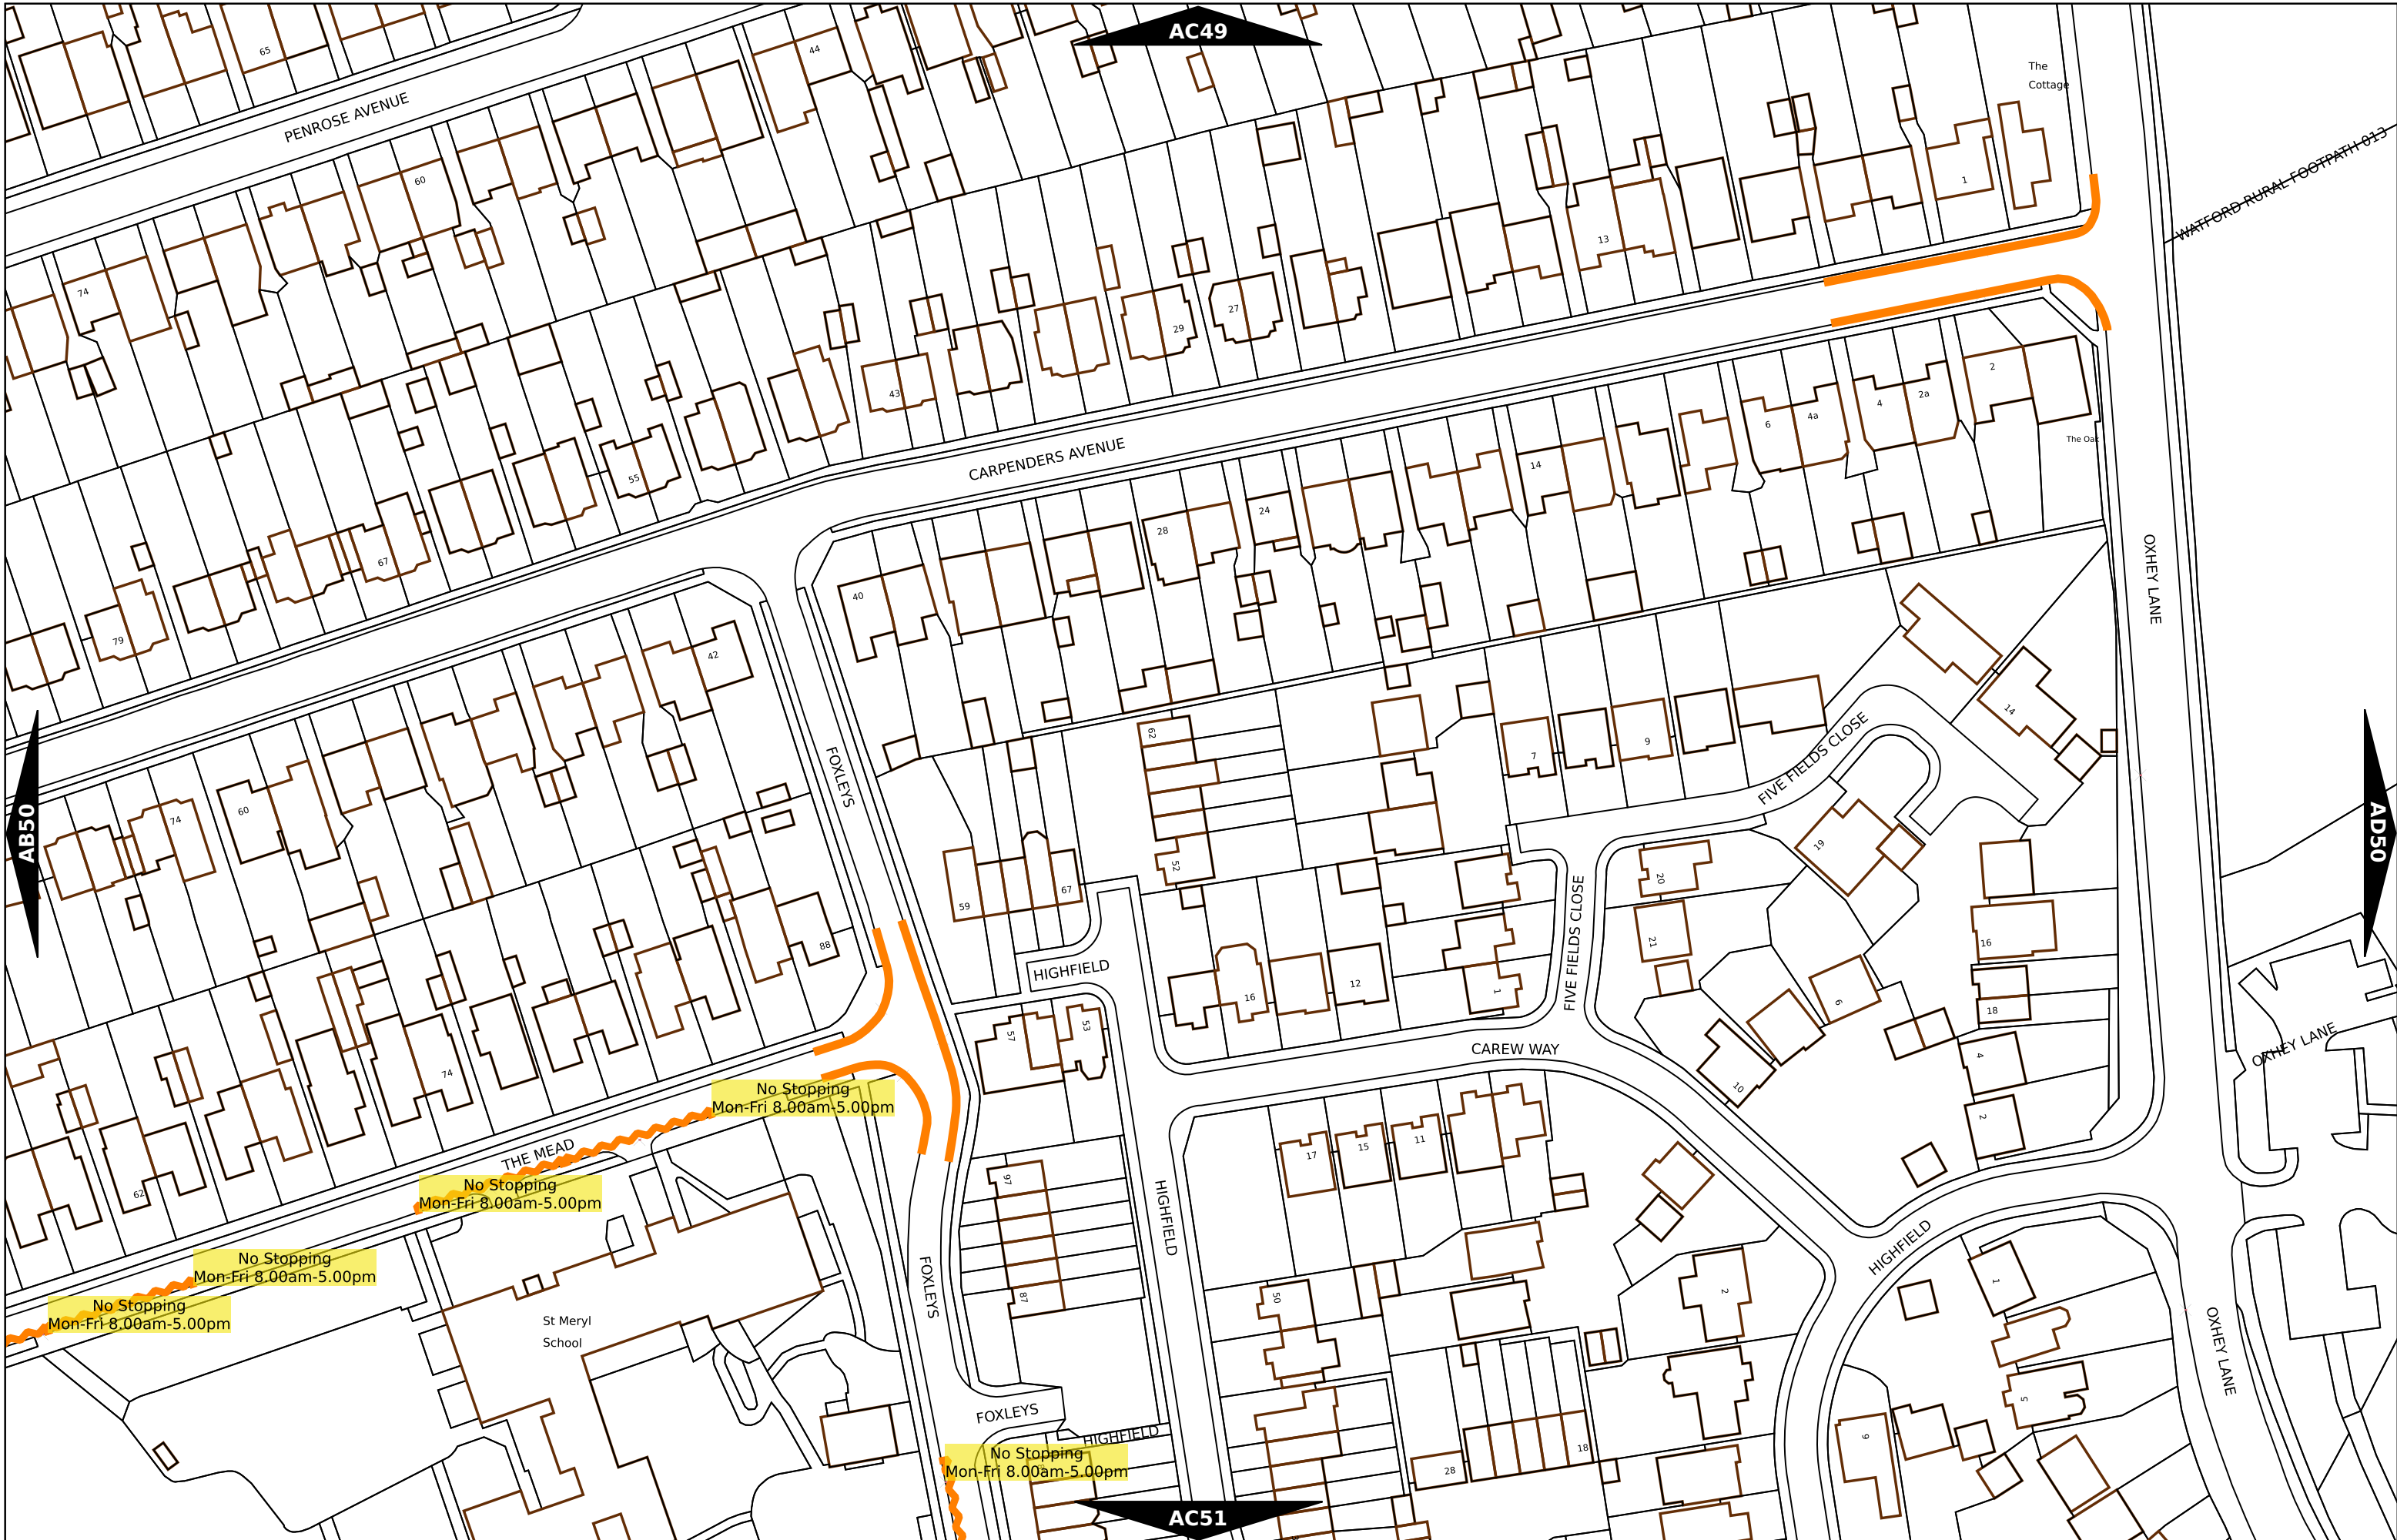 AC49
65
44
The
Cottage
PENROSE AVENUE
WATFORD RURAL FOOTPATH 013
60
1
13
74
27
29
43
2
2a
4
4a
6
CARPENDERS AVENUE
The Oak
14
55
24
28
67
OXHEY LANE
40
79
42
14
62
7
9
FIVE FIELDS CLOSE
FOXLEYS
60
74
AB50
AD50
19
52
67
20
59
88
21
FIVE FIELDS CLOSE
HIGHFIELD
16
12
1
16
6
18
57
53
CAREW WAY
OXHEY LANE
4
74
10
No Stopping
Mon-Fri 8.00am-5.00pm
2
THE MEAD
17
15
11
97
62
No Stopping
Mon-Fri 8.00am-5.00pm
HIGHFIELD
HIGHFIELD
No Stopping
Mon-Fri 8.00am-5.00pm
FOXLEYS
87
50
2
1
No Stopping
Mon-Fri 8.00am-5.00pm
St Meryl
School
OXHEY LANE
5
FOXLEYS
HIGHFIELD
9
18
28
No Stopping
Mon-Fri 8.00am-5.00pm
AC51